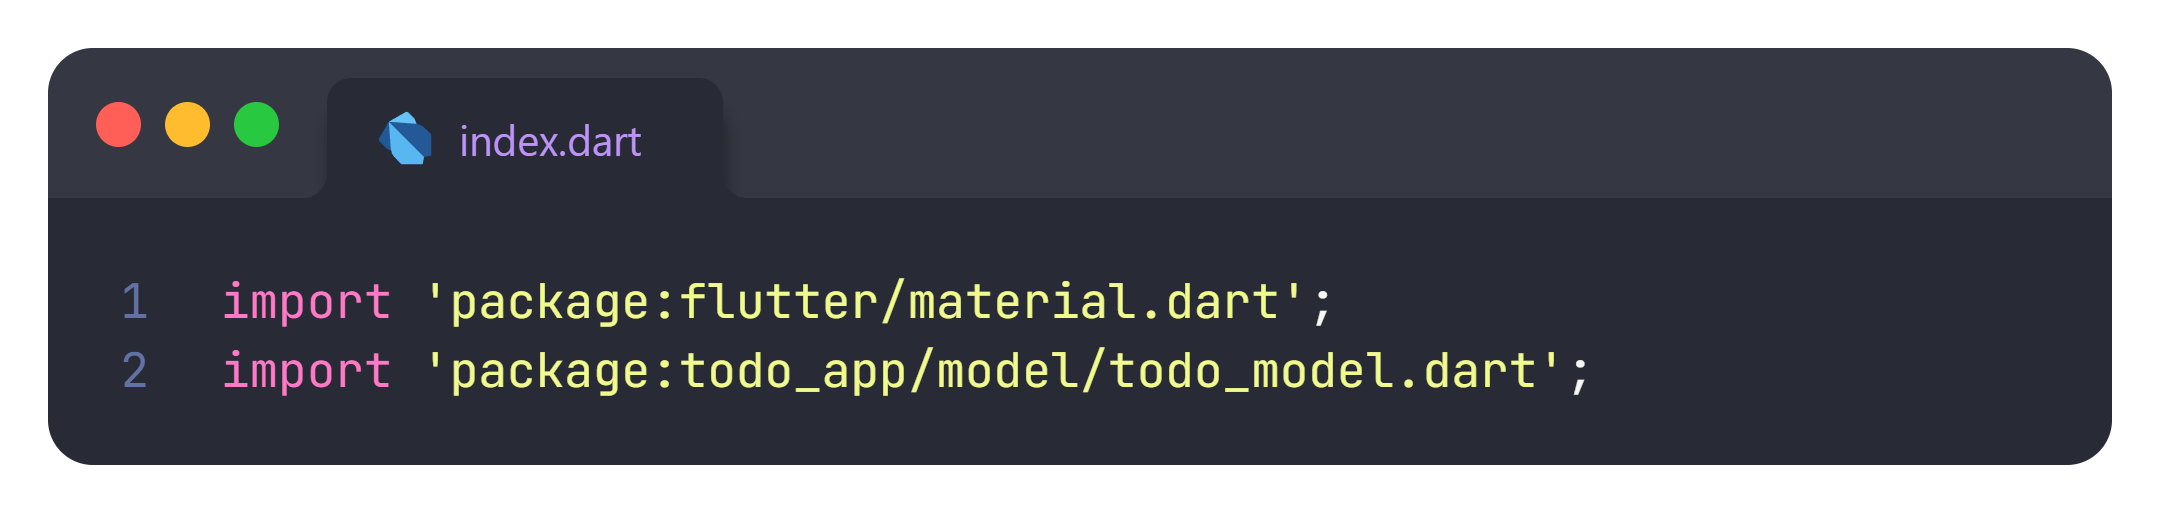 index.dart
1 import 'package:flutter/material.dart';
2 import 'package:todo_app/model/todo_model.dart';